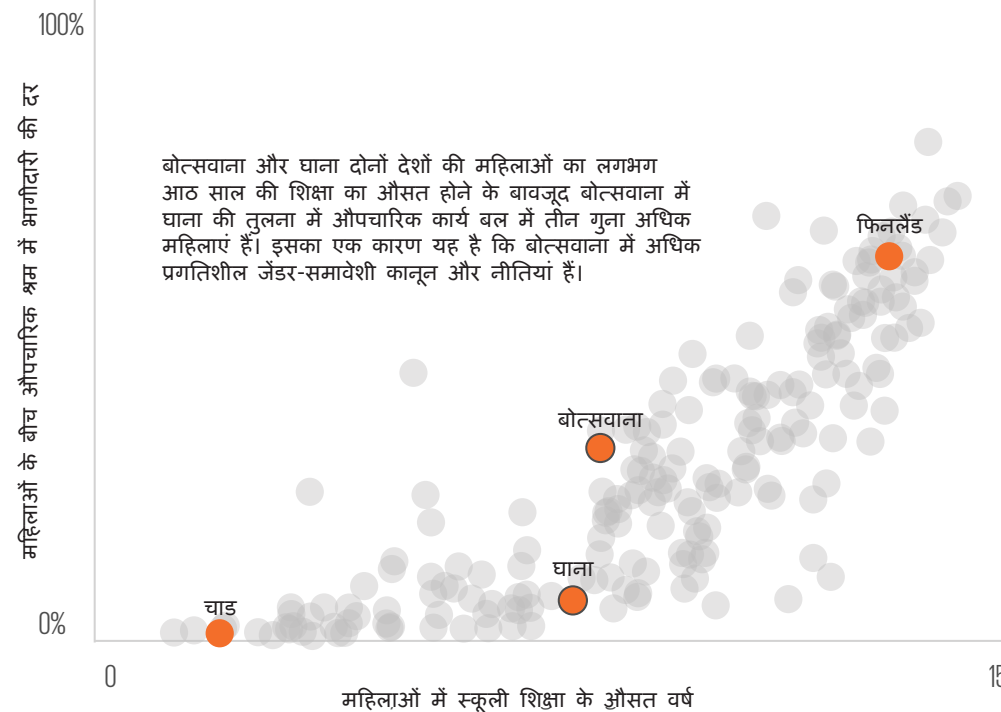 100%
महिलाओं के बीच औपचारिक श्रम में भागीदारी की दर
बोत्सवाना और घाना दोनों देशों की महिलाओं का लगभग
आठ साल की शिक्षा का औसत होने के बावजूद बोत्सवाना में
घाना की तुलना में औपचारिक कार्य बल में तीन गुना अधिक
महिलाएं हैं। इसका एक कारण यह है कि बोत्सवाना में अधिक
प्रगतिशील जेंडर-समावेशी कानून और नीतियां हैं।
फिनलैंड
बोत्सवाना
घाना
चाड
0%
0
15
महिलाओं में स्कूली शिक्षा के औसत वर्ष